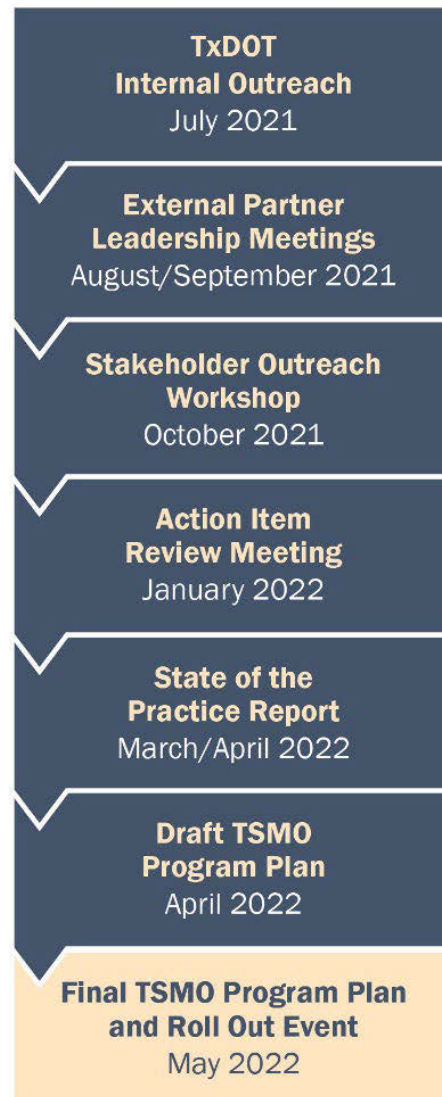 TxDOT
Internal Outreach
July 2021
External Partner
Leadership Meetings
August/September 2021
Stakeholder Outreach
Workshop
October 2021
Action Item
Review Meeting
January 2022
State of the
Practice Report
March/April 2022
Draft TSMO
Program Plan
April 2022
Final TSMO Program Plan
and Roll Out Event
May 2022